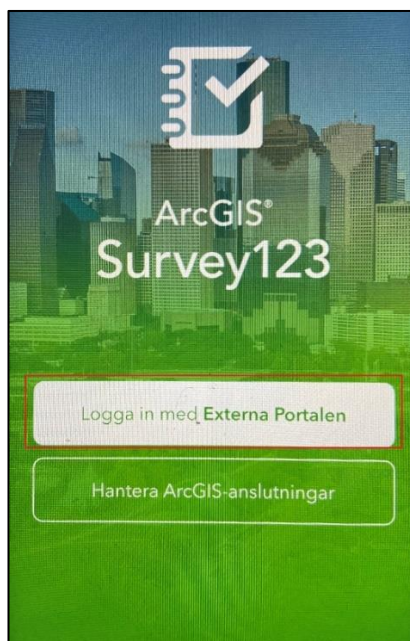 ArcGIS®
Survey123
Logga in med Externa Portalen
Hantera ArcGIS-anslutningar